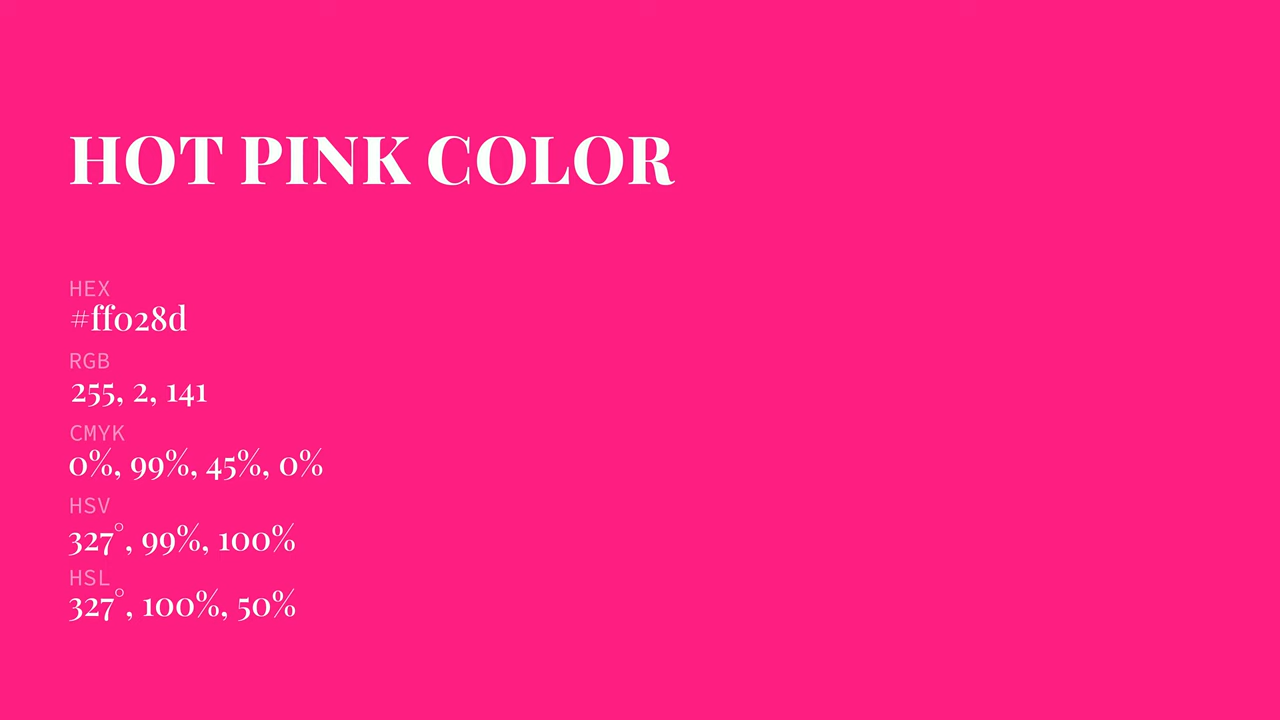 HOT PINK COLOR
HEX
#ff028d
RGB
255, 2, 141
CMYK
0%, 99%, 45%, 0%
HSV
327°, 99%, 100%
HSL
327°, 100%, 50%